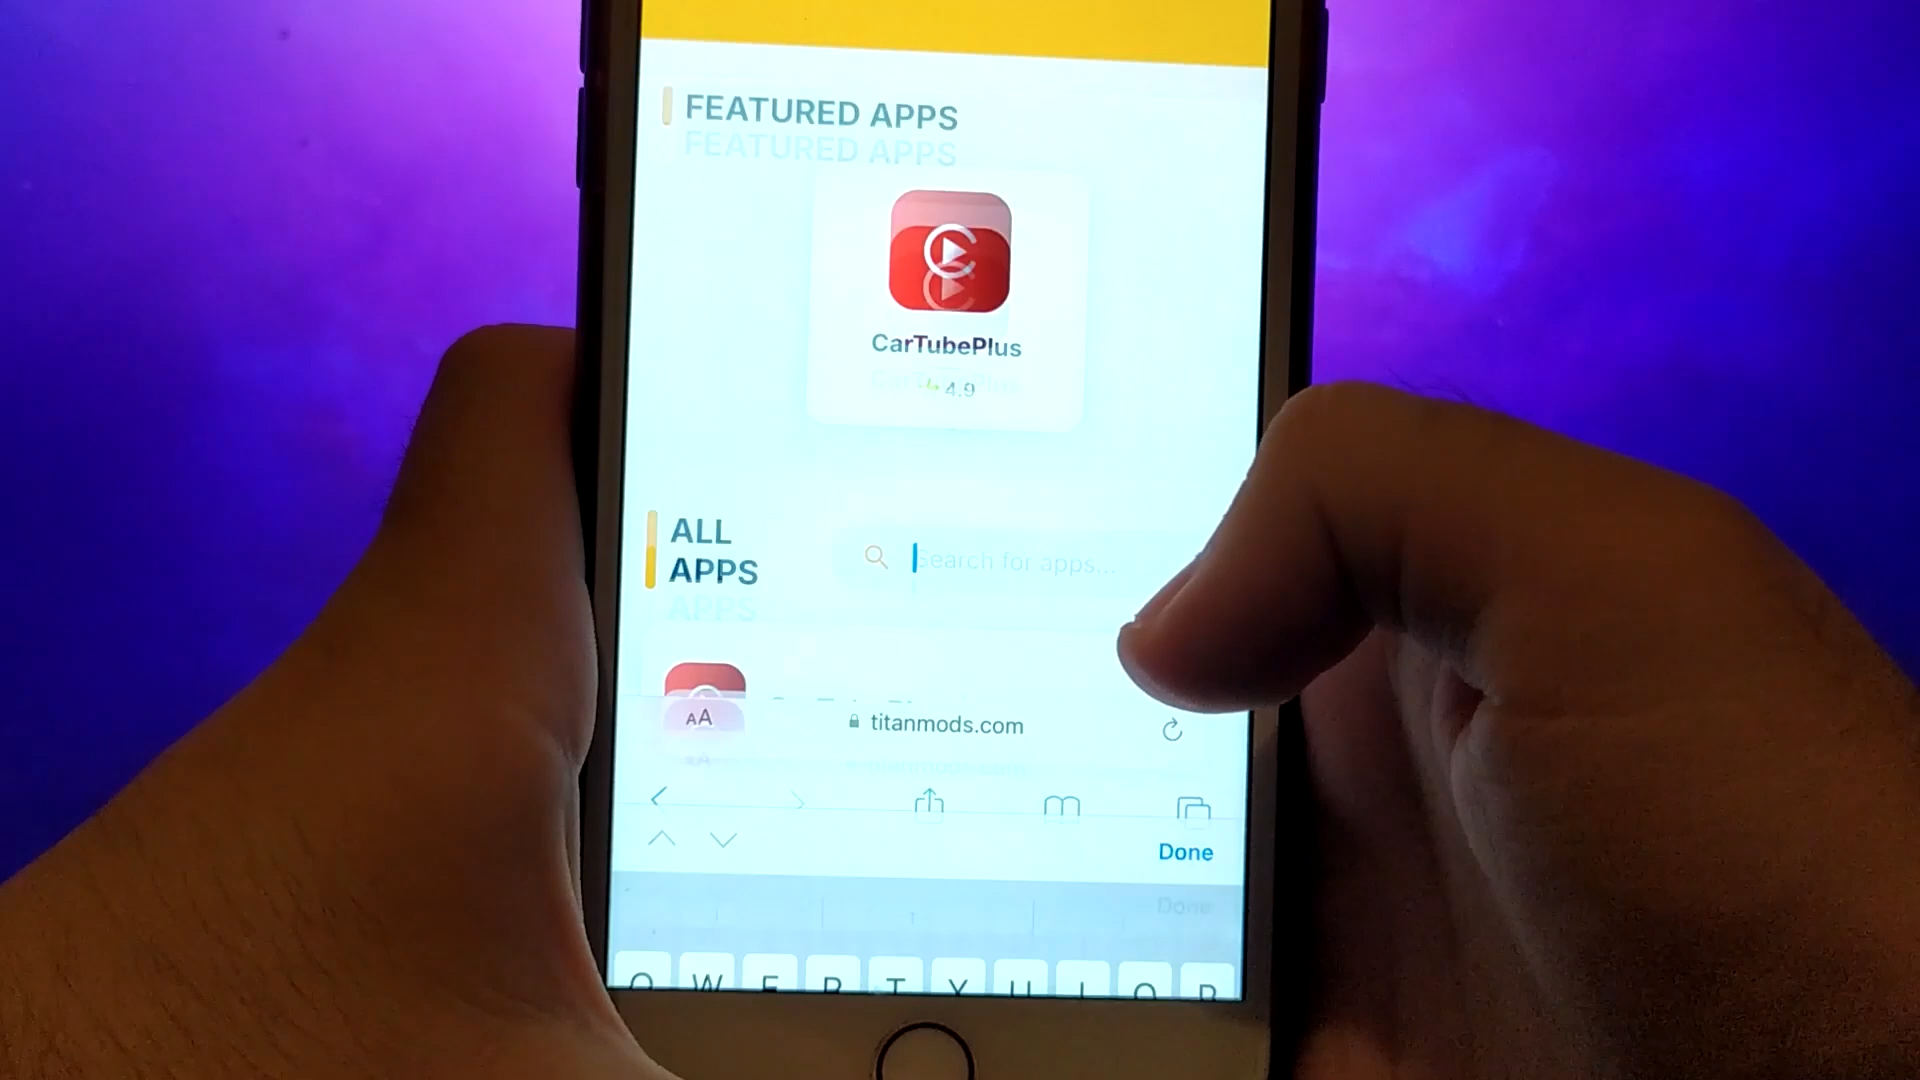 FEATURED APPS
FEATURED APPS
CarTubePlus
4.9
ALL
APPS
APPS
Search for apps...
AA
titanmods.com
Done
Done
Q W E R T Y U I O P